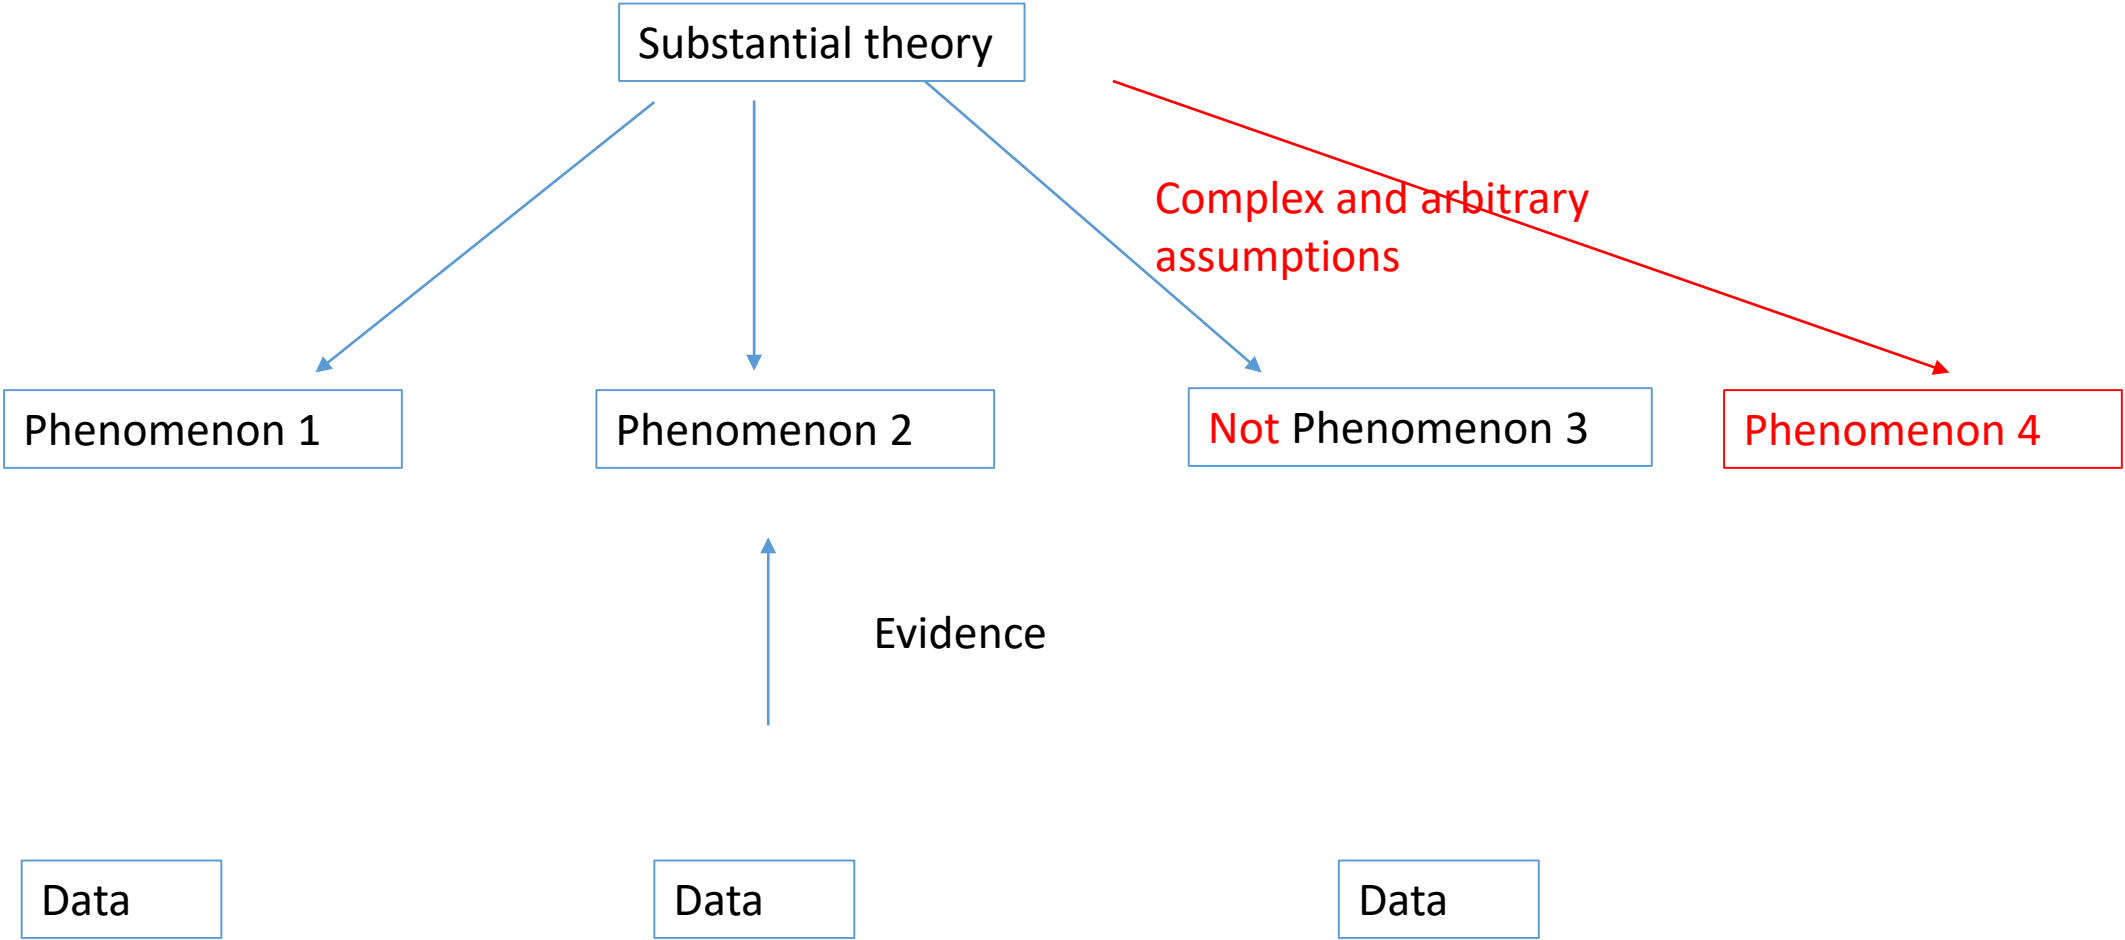 Substantial theory
Complex and arbitrary
assumptions
Phenomenon 1
Phenomenon 2
Not Phenomenon 3
Phenomenon 4
Evidence
Data
Data
Data